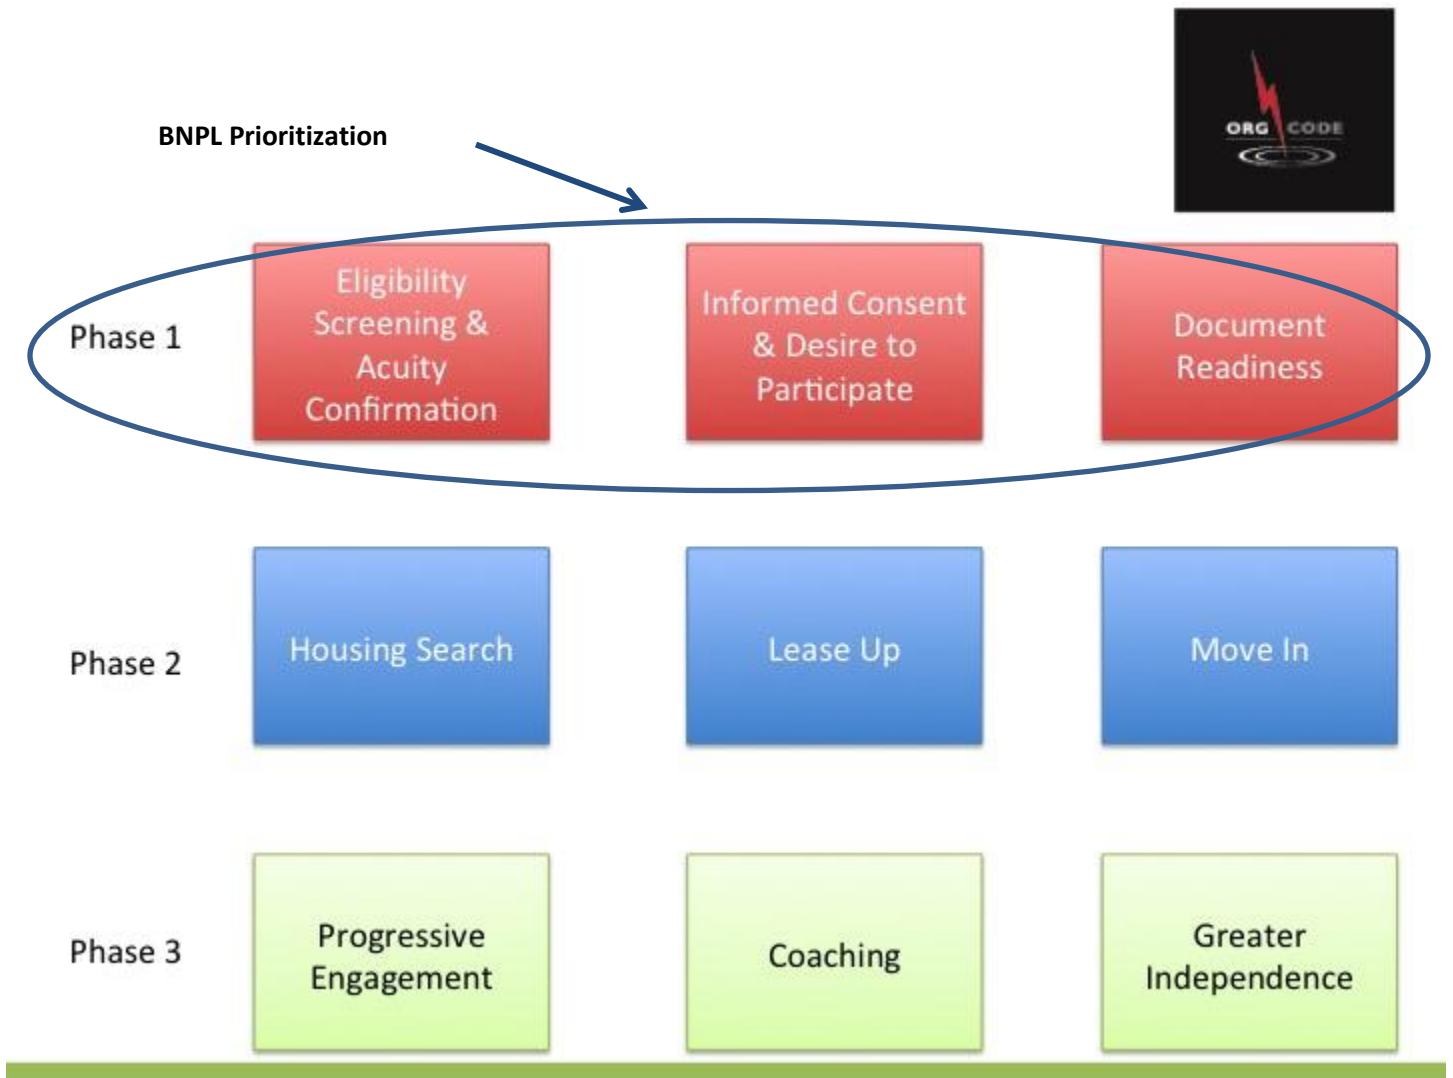 ORG CODE
BNPL Prioritization
Phase 1
Eligibility
Screening &
Acuity
Confirmation
Informed Consent
& Desire to
Participate
Document
Readiness
Phase 2
Housing Search
Lease Up
Move In
Phase 3
Progressive
Engagement
Coaching
Greater
Independence